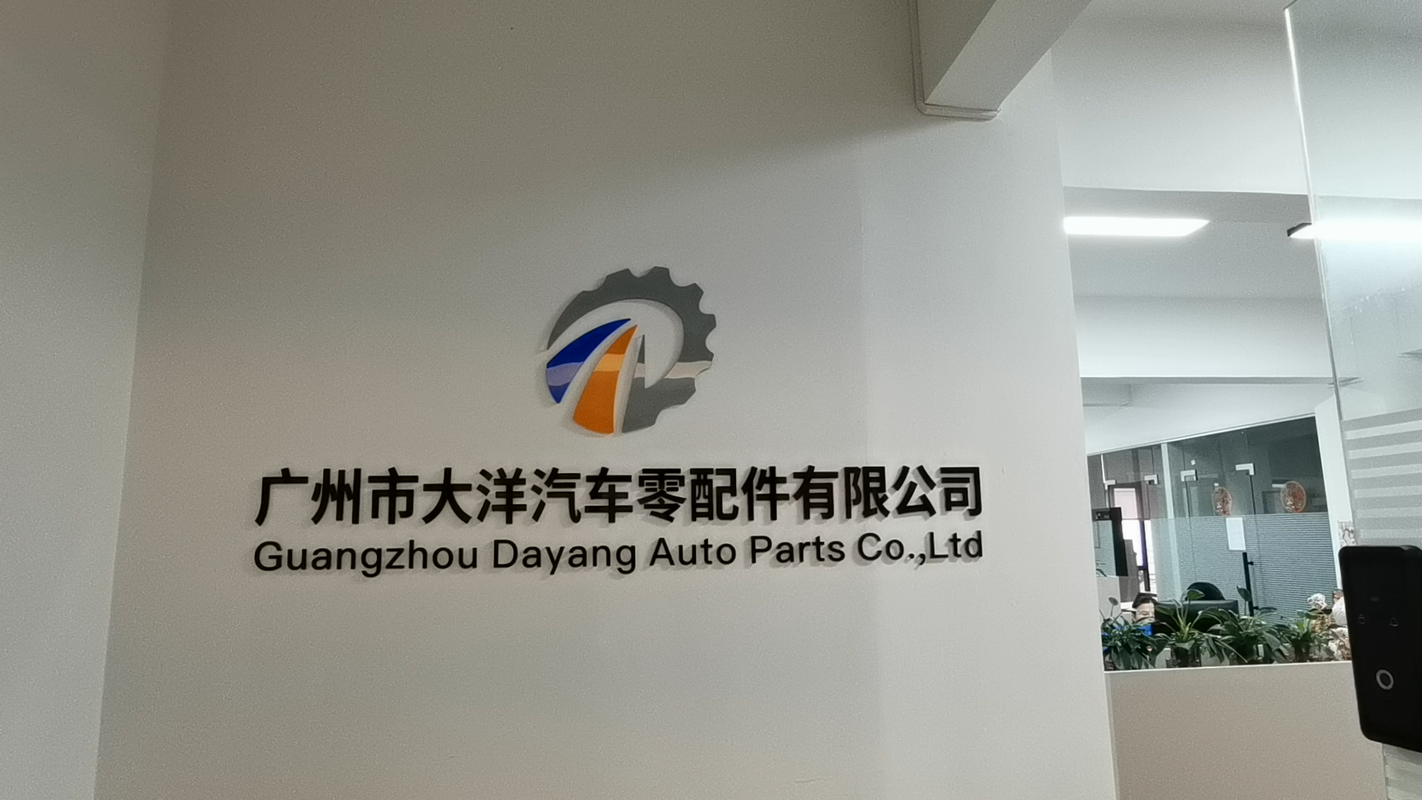 广州市大洋汽车零配件有限公司
Guangzhou Dayang Auto Parts Co.,Ltd